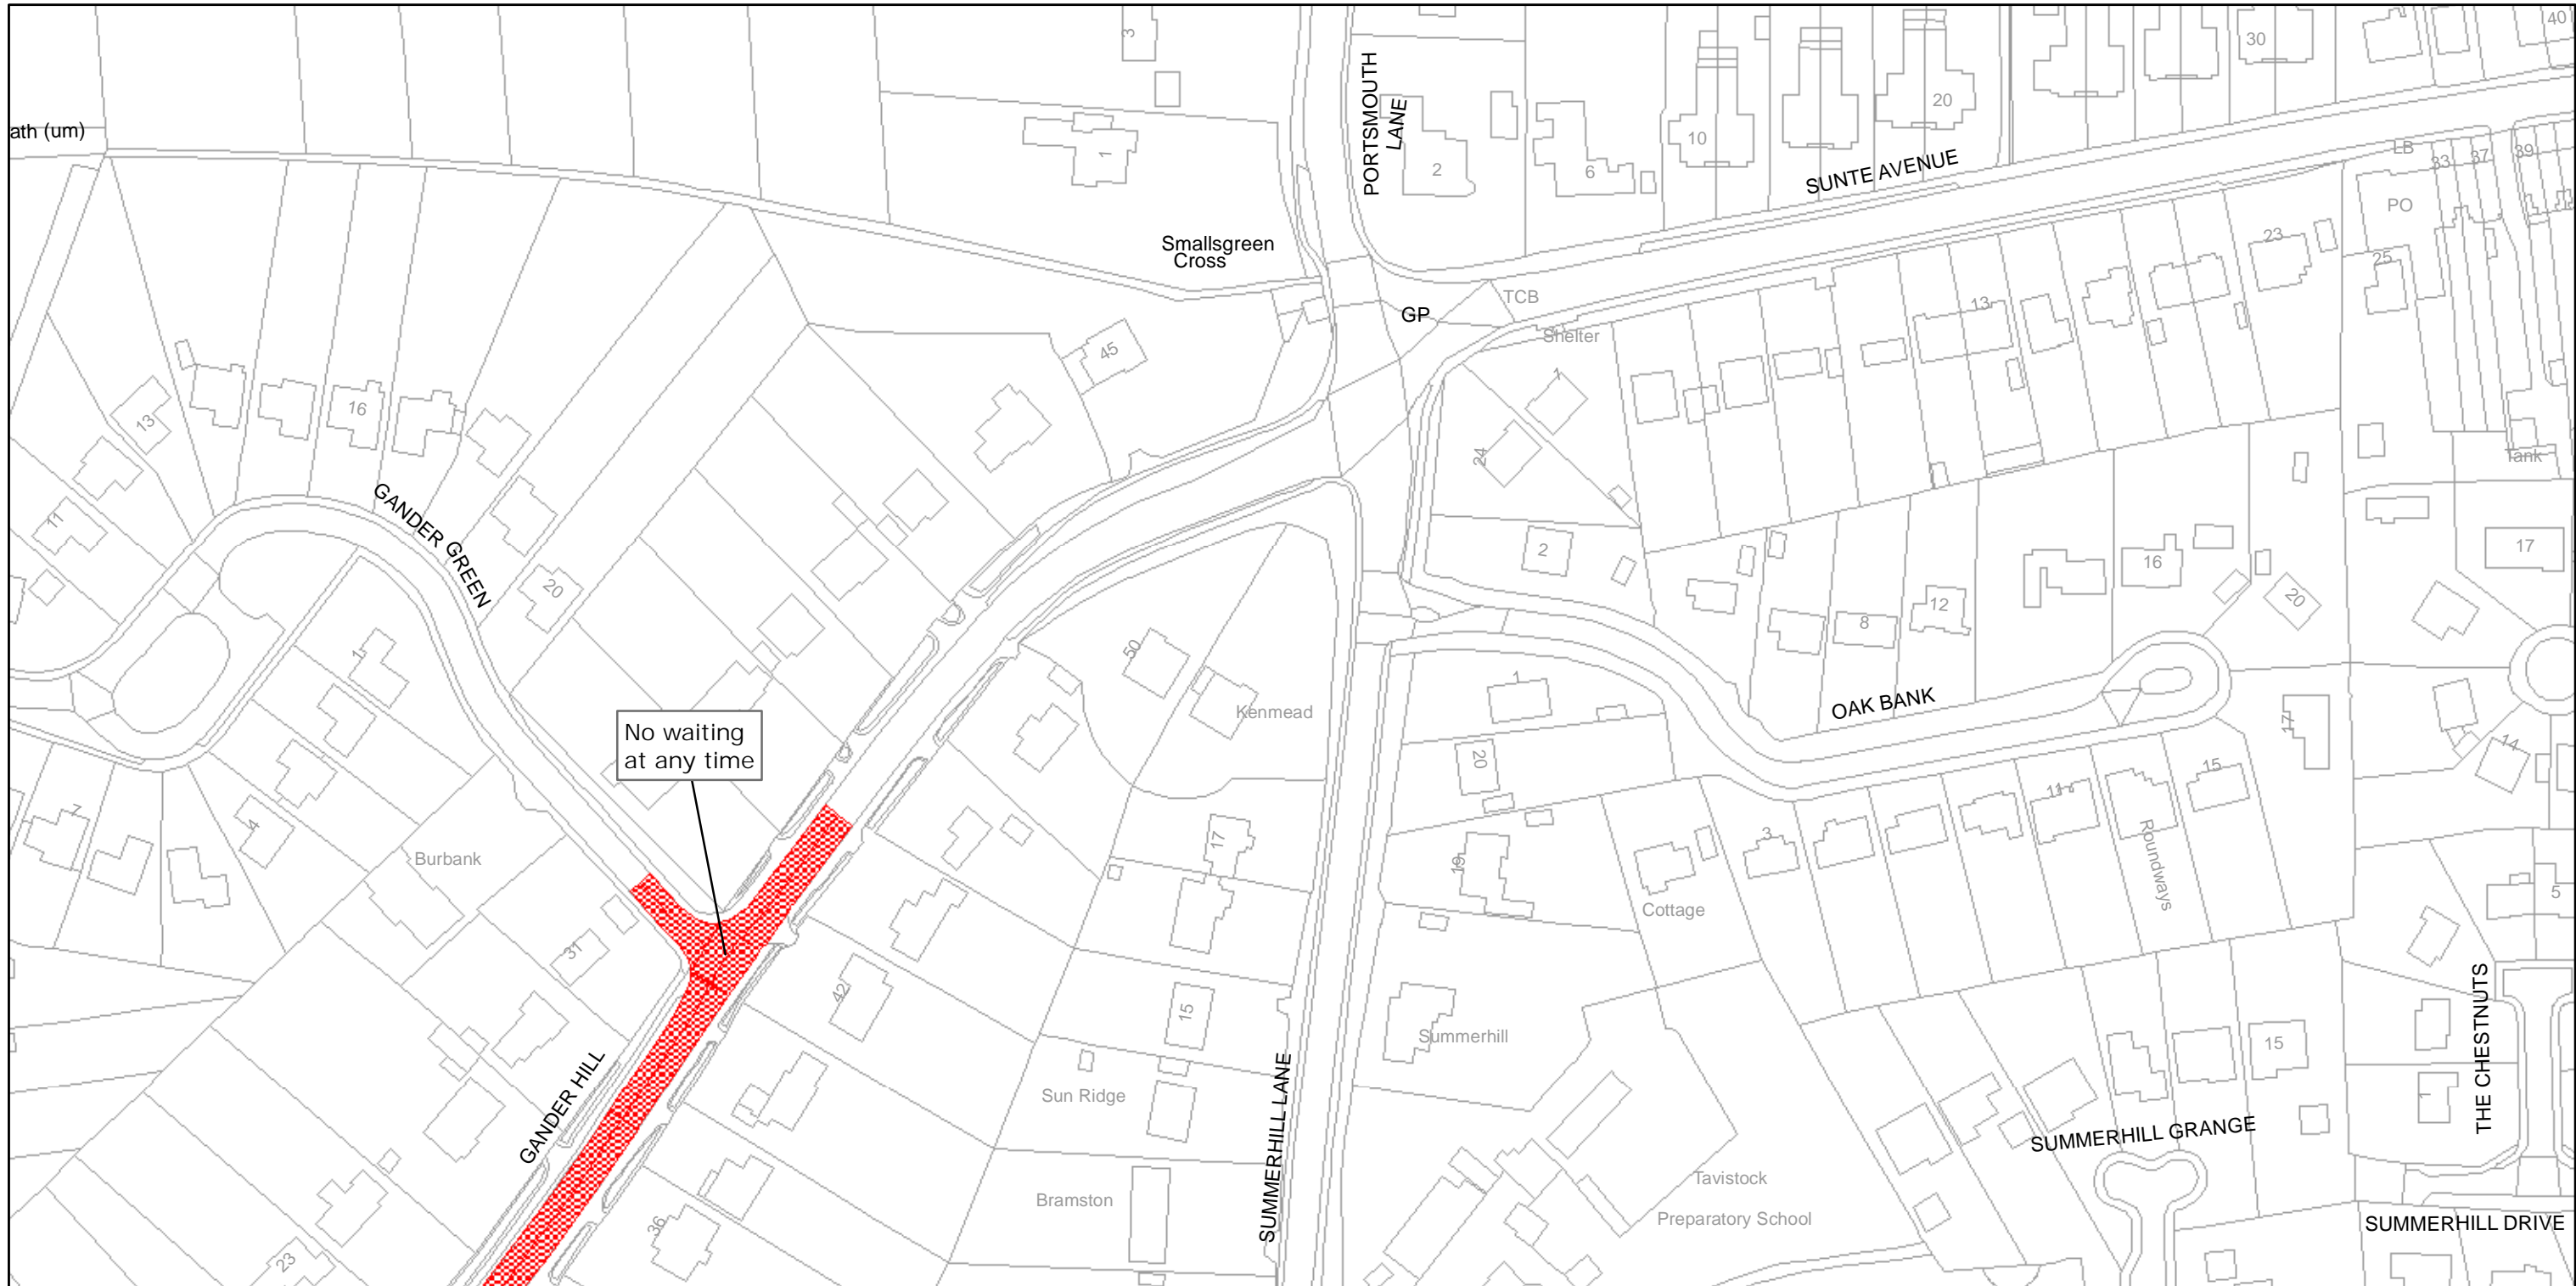 3
30
40
ath (um)
1
PORTSMOUTH
LANE
2
6
10
20
SUNTE AVENUE
LB
33
37
39
PO
23
25
Smallsgreen
Cross
GP
TCB
Shelter
13
45
1
24
Tank
13
16
11
GANDER GREEN
20
2
8
12
16
20
17
1
50
Kenmead
1
OAK BANK
17
14
No waiting
at any time
20
7
4
Burbank
17
19
3
11
15
Roundways
Cottage
5
31
42
15
Summerhill
15
THE CHESTNUTS
1
GANDER HILL
Sun Ridge
SUMMERHILL LANE
SUMMERHILL GRANGE
Bramston
Tavistock
Preparatory School
SUMMERHILL DRIVE
36
23